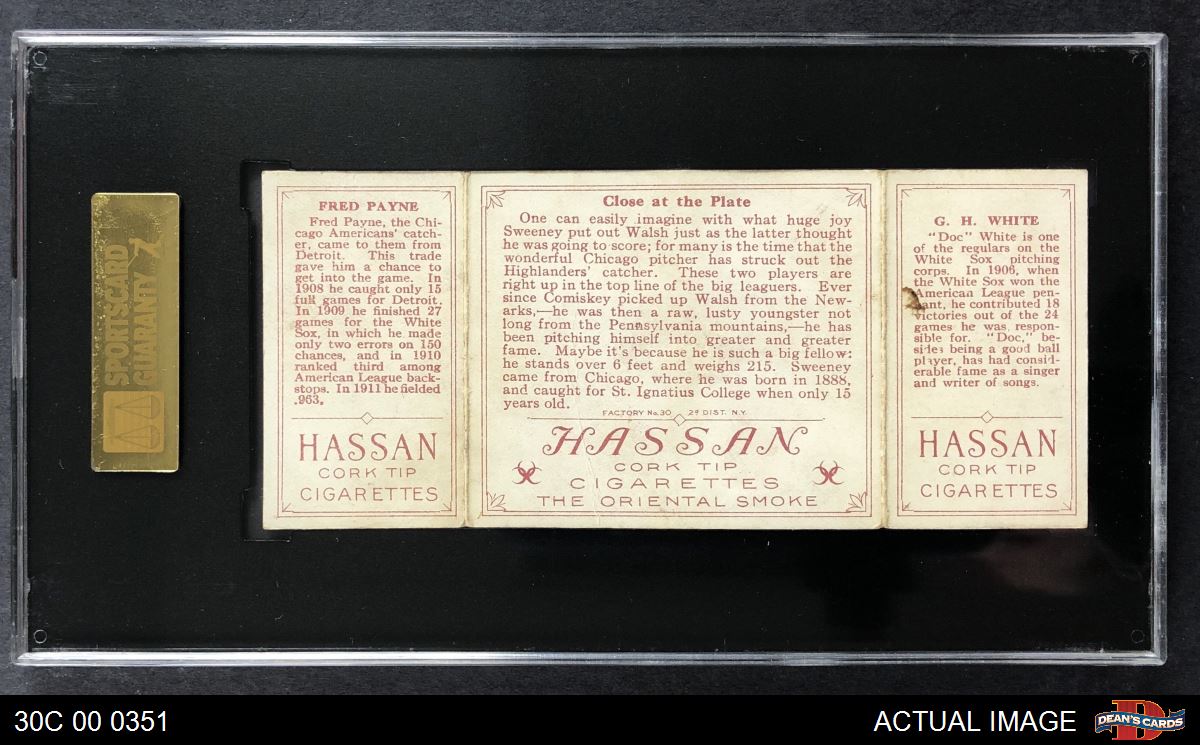 SPORTSCARD
GUARANTY
FRED PAYNE
Fred Payne, the Chi-
cago Americans' catch-
er, came to them from
Detroit. This trade
gave him a chance to
get into the game. In
1908 he caught only 15
full games for Detroit.
In 1909 he finished 27
games for the White
Sox, in which he made
only two errors on 150
chances, and in 1910
ranked third among
American League back-
stops. In 1911 he fielded
.963.
HASSAN
CORK TIP
CIGARETTES
Close at the Plate
One can easily imagine with what huge joy
Sweeney put out Walsh just as the latter thought
he was going to score; for many is the time that the
wonderful Chicago pitcher has struck out the
Highlanders' catcher. These two players are
right up in the top line of the big leaguers. Ever
since Comiskey picked up Walsh from the New-
arks,—he was then a raw, lusty youngster not
long from the Pennsylvania mountains,—he has
been pitching himself into greater and greater
fame. Maybe it's because he is such a big fellow:
he stands over 6 feet and weighs 215. Sweeney
came from Chicago, where he was born in 1888,
and caught for St. Ignatius College when only 15
years old.
FACTORY No. 30 2d DIST. N.Y.
HASSAN
CORK TIP
CIGARETTES
THE ORIENTAL SMOKE
G. H. WHITE
"Doc" White is one
of the regulars on the
White Sox pitching
corps. In 1906, when
the White Sox won the
American League pen-
nant, he contributed 18
victories out of the 24
games he was respon-
sible for. "Doc," be-
sides being a good ball
player, has had consid-
erable fame as a singer
and writer of songs.
HASSAN
CORK TIP
CIGARETTES
30C 00 0351
ACTUAL IMAGE
DEAN'S CARDS